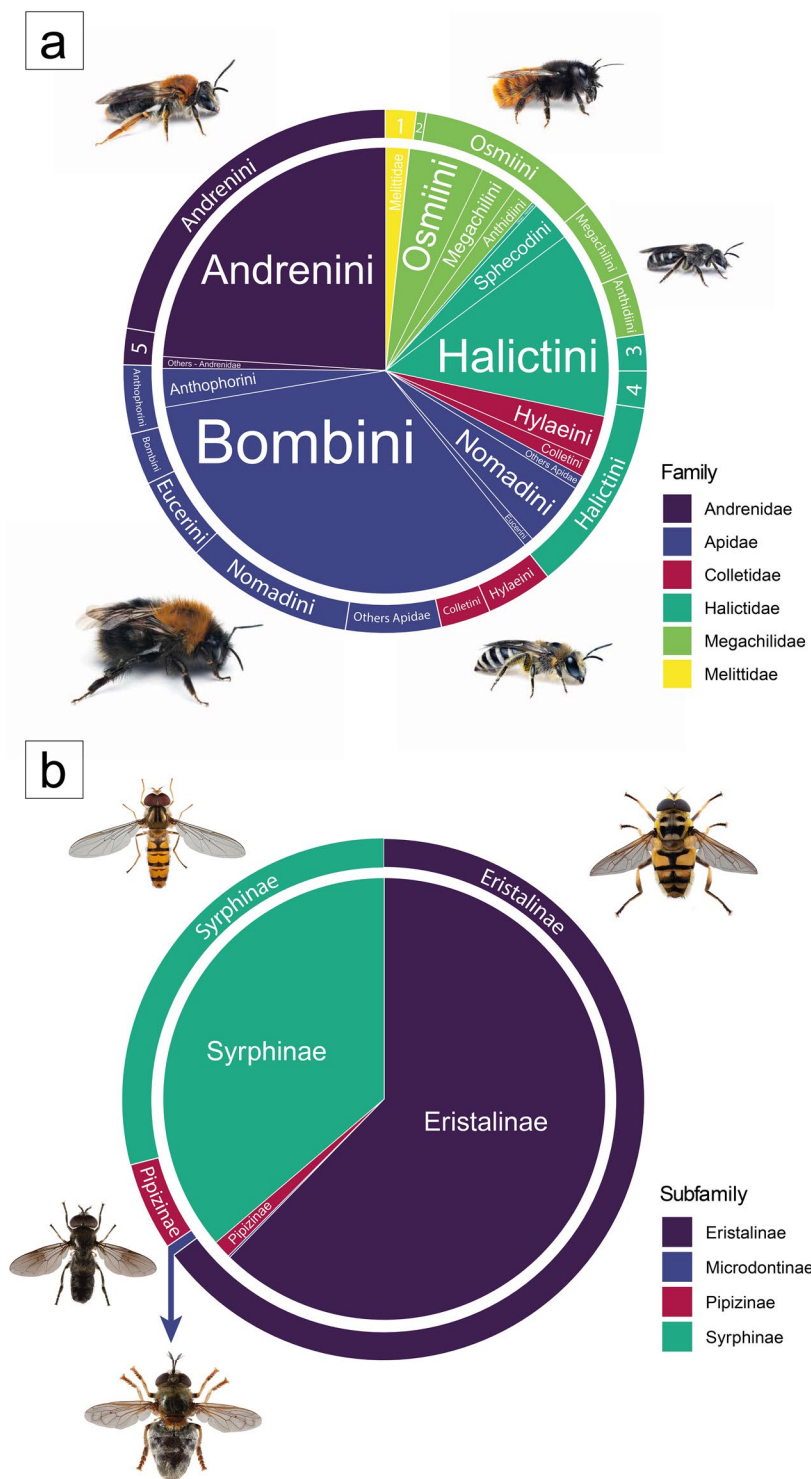 a
1
2
Osmiini
Megachilini
Anthidiini
3
4
Halictini
Hylaeini
Colletini
Others Apidae
Nomadini
Eucerini
Bombini
Anthophorini
5
Andrenini
Melittidae
Osmiini
Megachilini
Anthidiini
Sphecodini
Halictini
Hylaeini
Colletini
Others Apidae
Nomadini
Eucerini
Bombini
Anthophorini
Others - Andrenidae
Andrenini
Family
Andrenidae
Apidae
Colletidae
Halictidae
Megachilidae
Melittidae
b
Syrphinae
Eristalinae
Pipizinae
Syrphinae
Eristalinae
Pipizinae
Subfamily
Eristalinae
Microdontinae
Pipizinae
Syrphinae